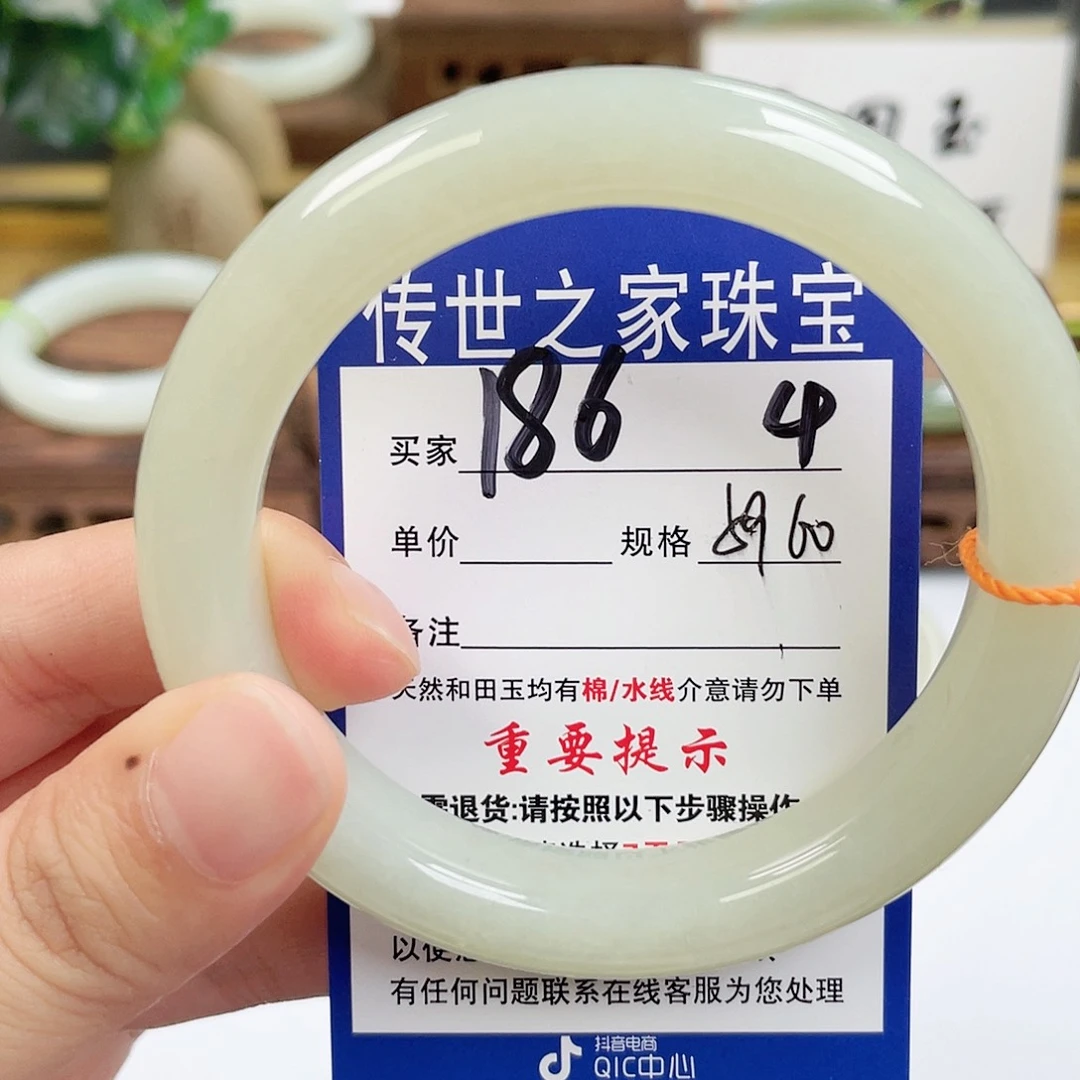 玉
传世之家珠宝
买家 186 4
单价 规格 59 60
备注
天然和田玉均有棉/水线介意请勿下单
重要提示
需退货:请按照以下步骤操作
有任何问题联系在线客服为您处理
抖音电商
QIC中心